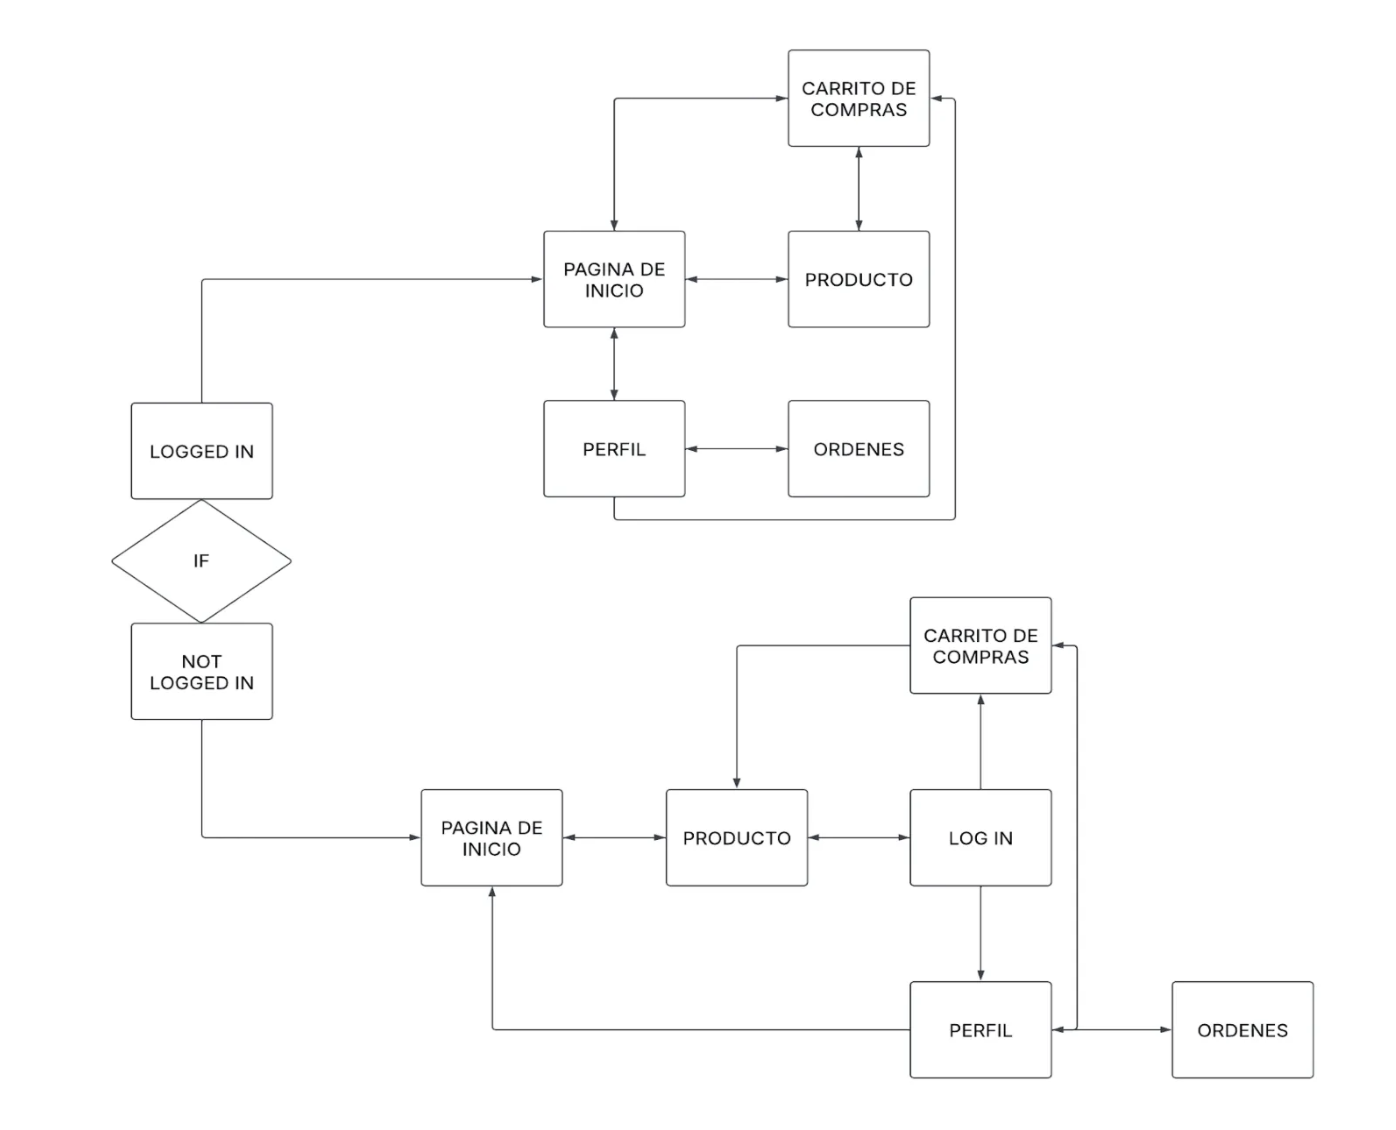 CARRITO DE
COMPRAS
PAGINA DE
INICIO
PRODUCTO
PERFIL
ORDENES
LOGGED IN
IF
NOT
LOGGED IN
CARRITO DE
COMPRAS
PAGINA DE
INICIO
PRODUCTO
LOG IN
PERFIL
ORDENES